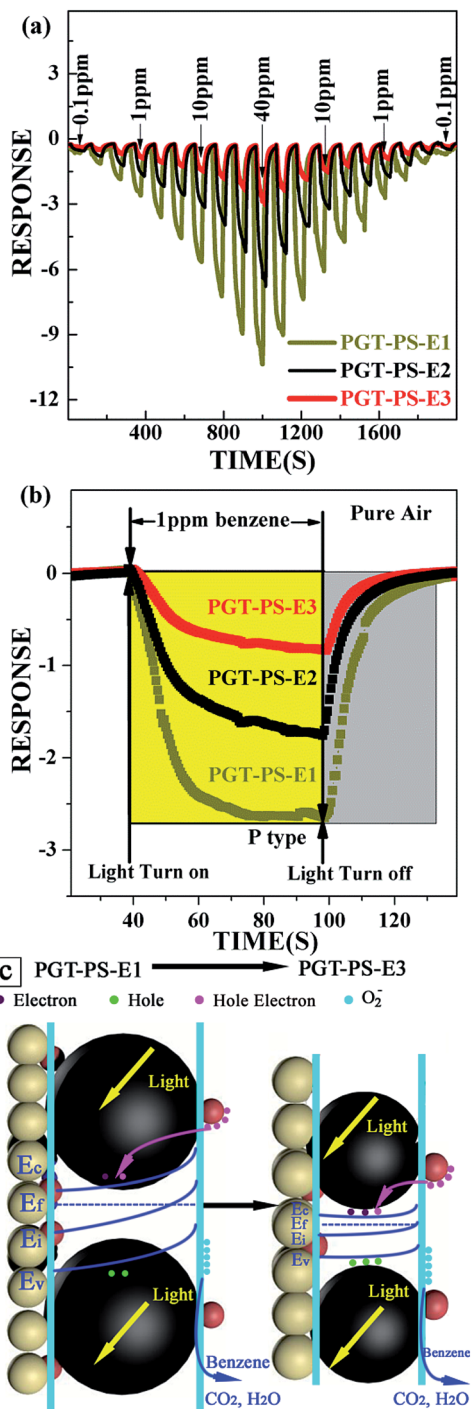 (a)
0.1ppm
1ppm
10ppm
40ppm
10ppm
1ppm
0.1ppm
RESPONSE
3
0
-3
-6
-9
-12
PGT-PS-E1
PGT-PS-E2
PGT-PS-E3
400 800 1200 1600
TIME(S)
(b)
1ppm benzene
Pure Air
RESPONSE
0
-1
-2
-3
PGT-PS-E3
PGT-PS-E2
PGT-PS-E1
P type
Light Turn on
Light Turn off
40 60 80 100 120
TIME(S)
c PGT-PS-E1 PGT-PS-E3
Electron Hole Hole Electron O₂⁻
Light
Ec
Ef
Ei
Ev
Light
Benzene
CO2, H2O
Light
Ec
Ef
Ei
Ev
Light
Benzene
CO2, H2O